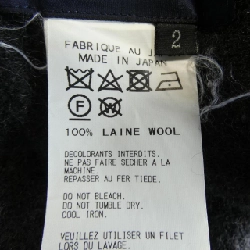 FABRIQUE AU J
MADE IN JAPAN
2
F W
100% LAINE WOOL
DECOLORANTS INTERDITS.
NE PAS FAIRE SÉCHER À LA
MACHINE
REPASSER AU FER TIEDE.
DO NOT BLEACH.
DO NOT TUMBLE DRY.
COOL IRON.
VEUILLEZ UTILISER UN FILET
LORS DU LAVAGE.